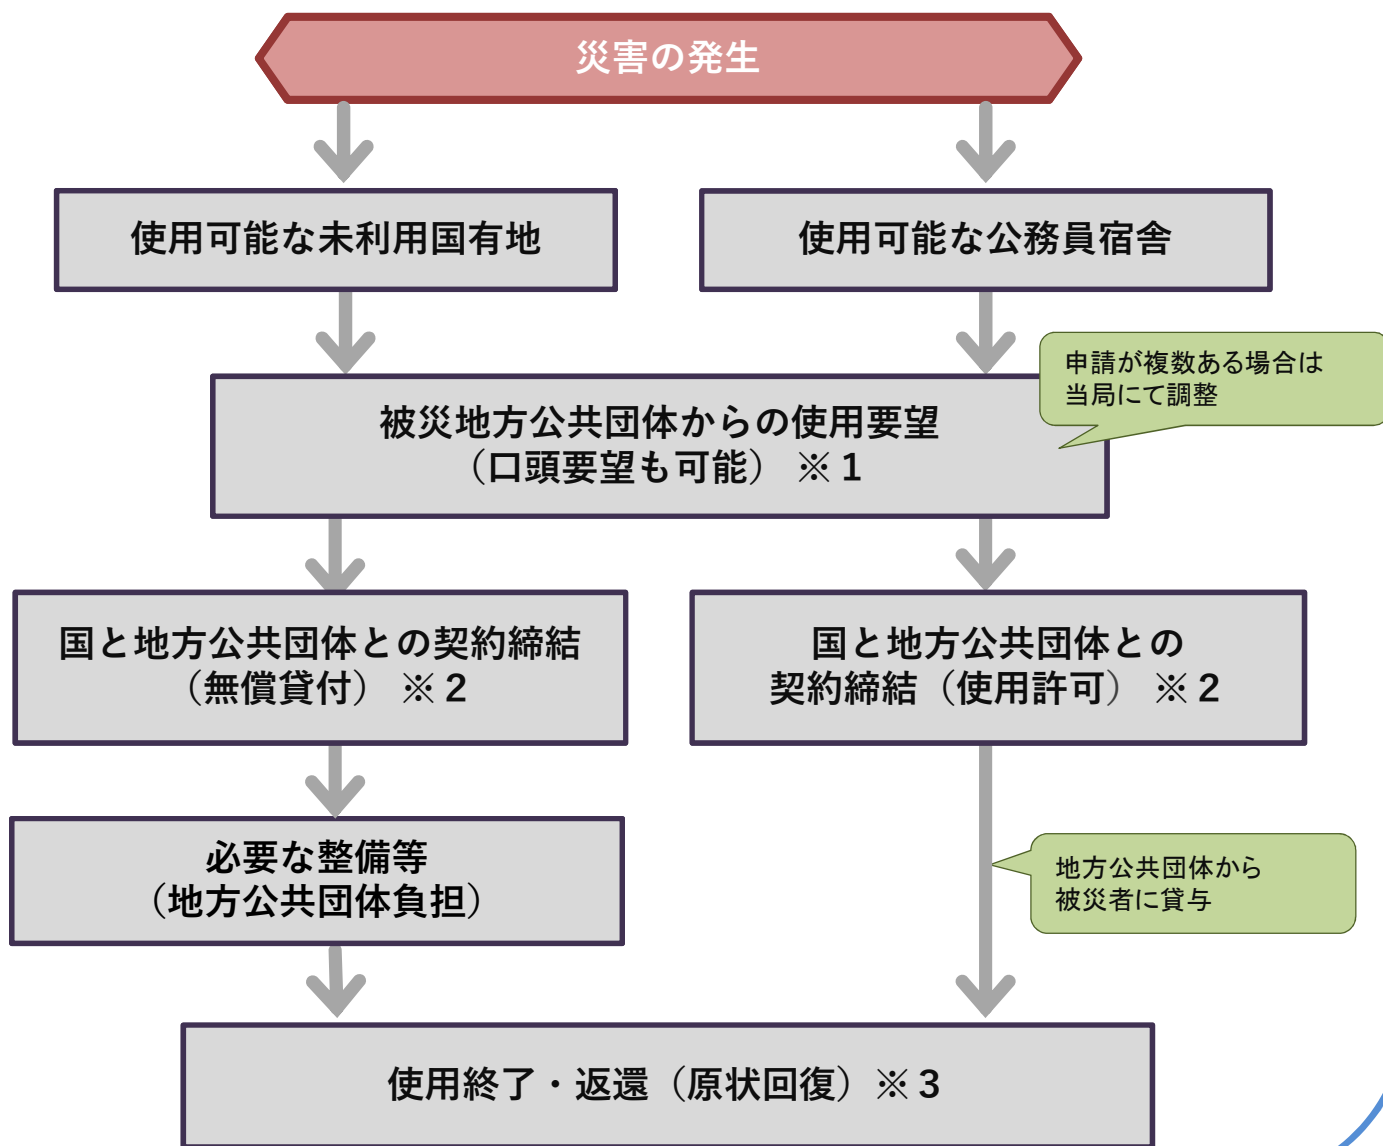 災害の発生
使用可能な未利用国有地
使用可能な公務員宿舎
申請が複数ある場合は
当局にて調整
被災地方公共団体からの使用要望
（口頭要望も可能） ※１
国と地方公共団体との契約締結
（無償貸付） ※２
国と地方公共団体との
契約締結（使用許可） ※２
必要な整備等
（地方公共団体負担）
地方公共団体から
被災者に貸与
使用終了・返還（原状回復）※３